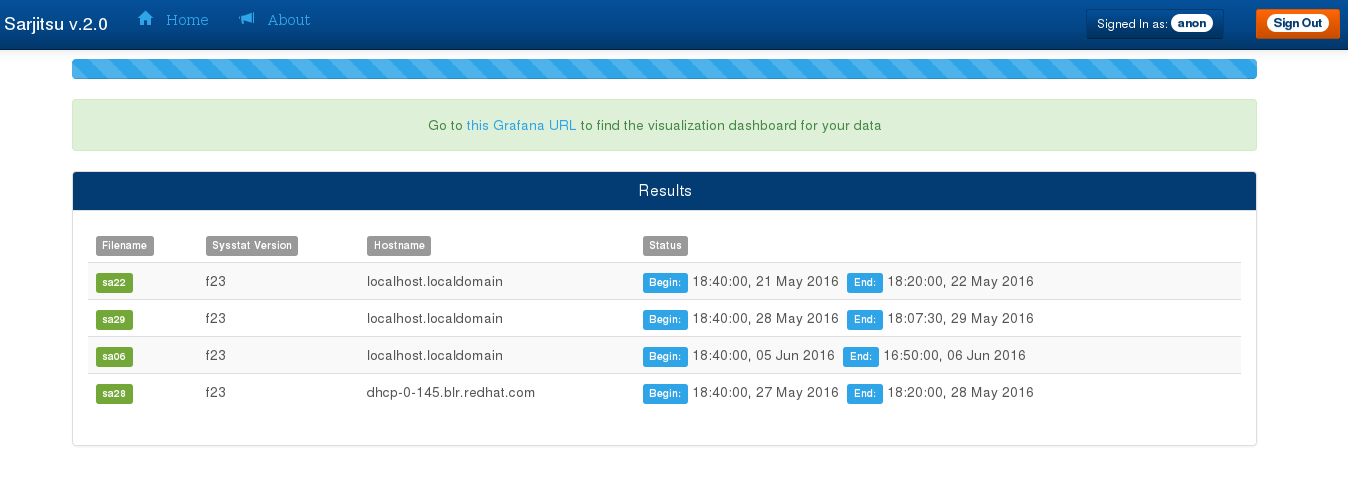 Sarjitsu v.2.0 Home About Signed In as: anon Sign Out
Go to this Grafana URL to find the visualization dashboard for your data
Results
Filename Sysstat Version Hostname Status
sa22 f23 localhost.localdomain Begin: 18:40:00, 21 May 2016 End: 18:20:00, 22 May 2016
sa29 f23 localhost.localdomain Begin: 18:40:00, 28 May 2016 End: 18:07:30, 29 May 2016
sa06 f23 localhost.localdomain Begin: 18:40:00, 05 Jun 2016 End: 16:50:00, 06 Jun 2016
sa28 f23 dhcp-0-145.blr.redhat.com Begin: 18:40:00, 27 May 2016 End: 18:20:00, 28 May 2016